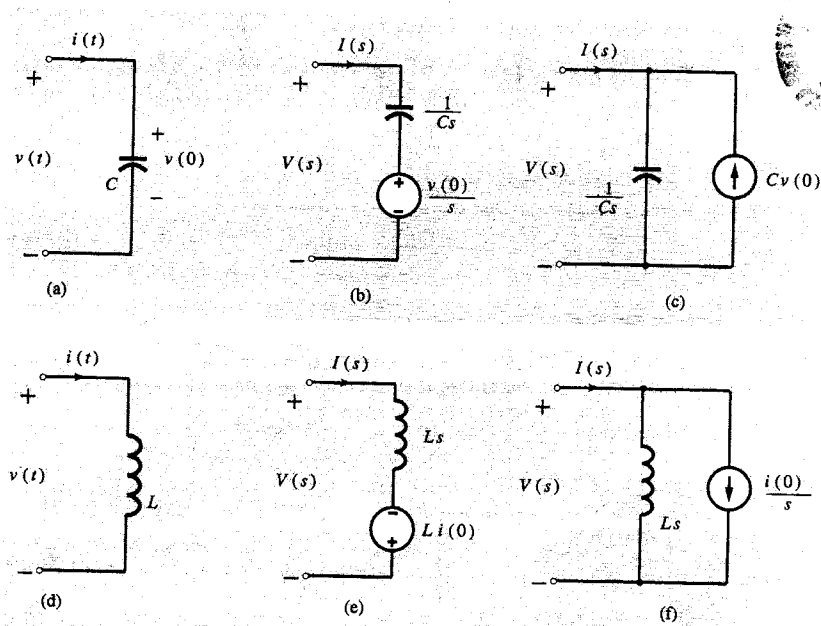 i(t)
+
v(t)
C
+
v(0)
−
−
(a)
I(s)
+
V(s)
1
Cs
+
−
v(0)
s
−
(b)
I(s)
+
V(s)
1
Cs
Cv(0)
−
(c)
i(t)
+
v(t)
L
−
(d)
I(s)
+
V(s)
Ls
−
+
Li(0)
−
(e)
I(s)
+
V(s)
Ls
i(0)
s
−
(f)